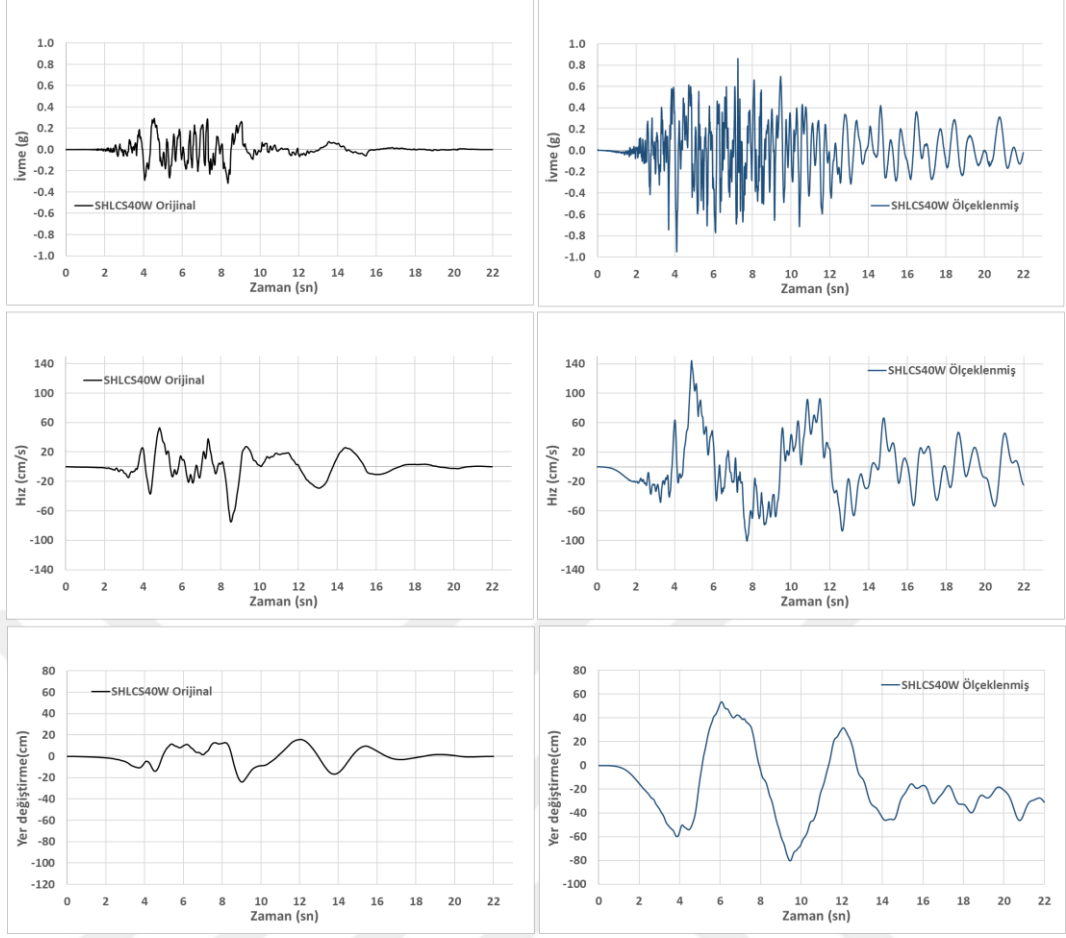 1.0
0.8
0.6
0.4
0.2
0.0
-0.2
-0.4
-0.6
-0.8
-1.0
İvme (g)
SHLCS40W Orijinal
0 2 4 6 8 10 12 14 16 18 20 22
Zaman (sn)
1.0
0.8
0.6
0.4
0.2
0.0
-0.2
-0.4
-0.6
-0.8
-1.0
İvme (g)
SHLCS40W Ölçeklenmiş
0 2 4 6 8 10 12 14 16 18 20 22
Zaman (sn)
140
100
60
20
-20
-60
-100
-140
Hız (cm/s)
SHLCS40W Orijinal
0 2 4 6 8 10 12 14 16 18 20 22
Zaman (sn)
140
100
60
20
-20
-60
-100
-140
Hız (cm/s)
SHLCS40W Ölçeklenmiş
0 2 4 6 8 10 12 14 16 18 20 22
Zaman (sn)
80
60
40
20
0
-20
-40
-60
-80
-100
-120
Yer değiştirme(cm)
SHLCS40W Orijinal
0 2 4 6 8 10 12 14 16 18 20 22
Zaman (sn)
80
60
40
20
0
-20
-40
-60
-80
-100
Yer değiştirme(cm)
SHLCS40W Ölçeklenmiş
0 2 4 6 8 10 12 14 16 18 20 22
Zaman (sn)